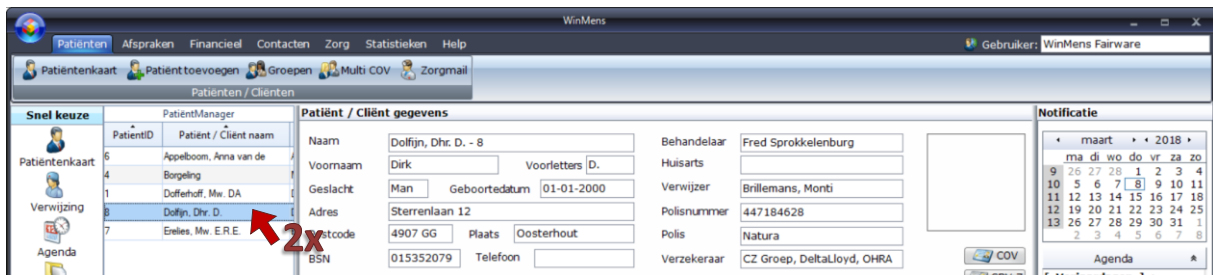 WinMens
Patiënten Afspraken Financieel Contacten Zorg Statistieken Help Gebruiker: WinMens Fairware
Patiëntenkaart Patiënt toevoegen Groepen Multi COV Zorgmail
Patiënten / Cliënten
Snel keuze PatiëntManager Patiënt / Cliënt gegevens Notificatie
PatientID Patiënt / Cliënt naam
Patiëntenkaart
6 Appelboom, Anna van de
4 Borgeling
1 Dofferhoff, Mw. DA
8 Dolfijn, Dhr. D.
7 Erelies, Mw. E.R.E.
2x
Verwijzing
Agenda
Naam Dolfijn, Dhr. D. - 8 Behandelaar Fred Sprokkelenburg
Voornaam Dirk Voorletters D. Huisarts
Geslacht Man Geboortedatum 01-01-2000 Verwijzer Brillemans, Monti
Adres Sterrenlaan 12 Polisnummer 447184628
stcode 4907 GG Plaats Oosterhout Polis Natura
BSN 015352079 Telefoon Verzekeraar CZ Groep, DeltaLloyd, OHRA
COV
maart 2018
ma di wo do vr za zo
9 26 27 28 1 2 3 4
10 5 6 7 8 9 10 11
11 12 13 14 15 16 17 18
12 19 20 21 22 23 24 25
13 26 27 28 29 30 31 1
2 3 4 5 6 7 8
Agenda